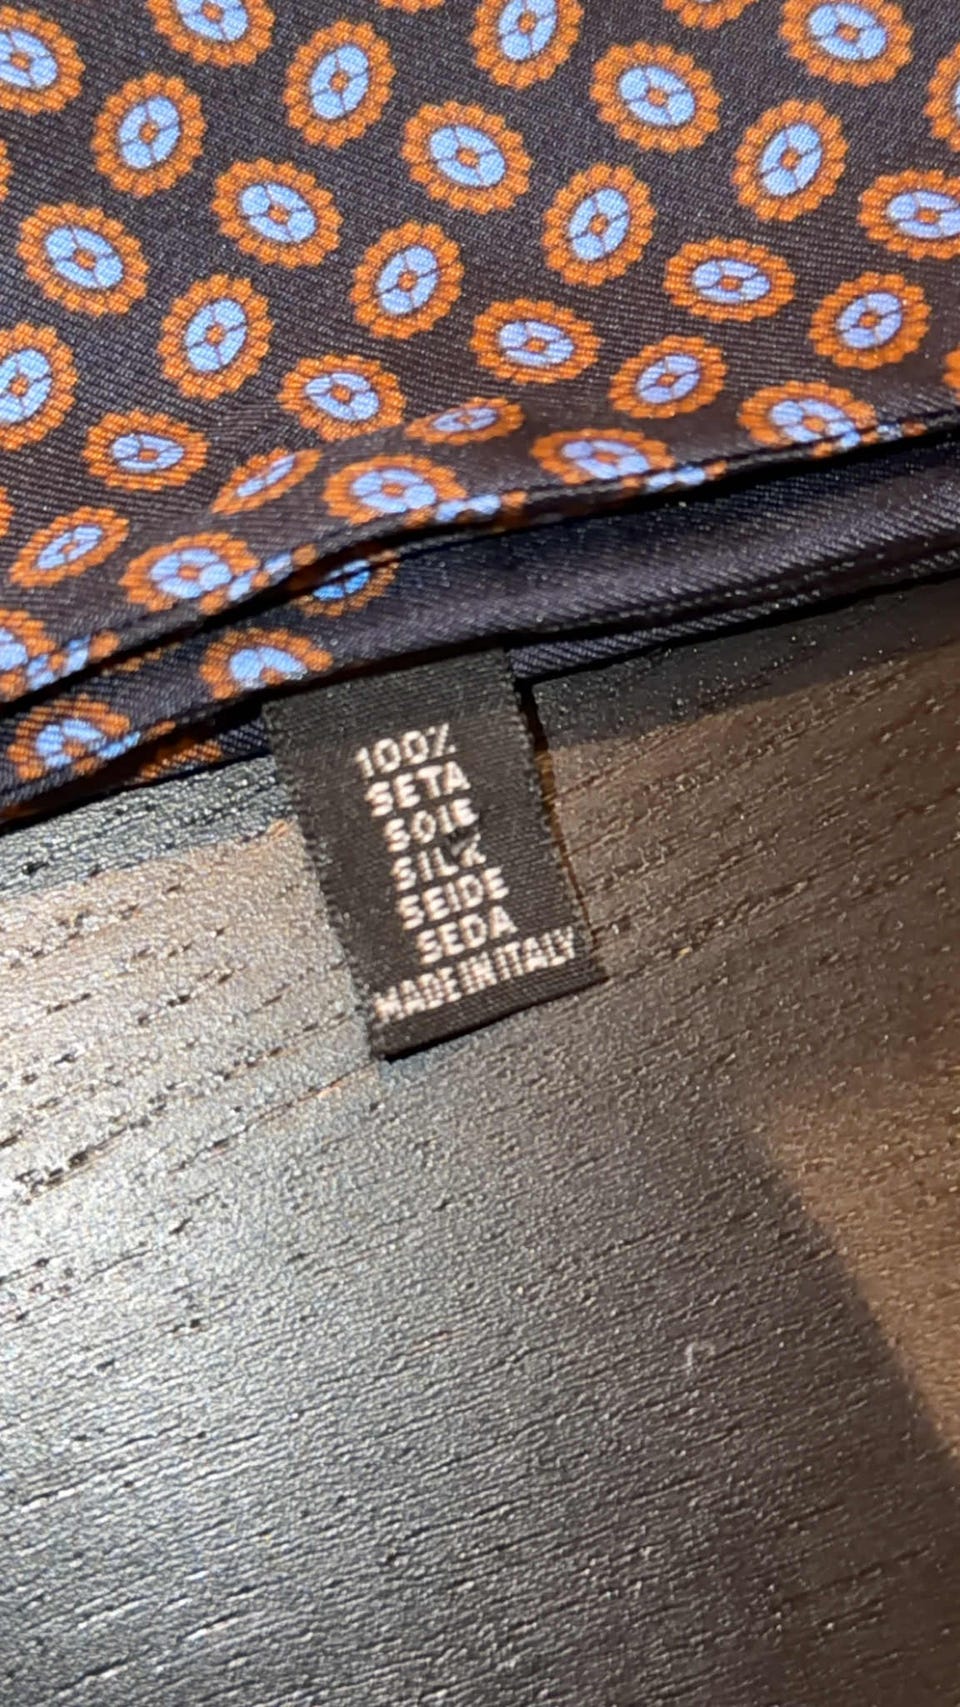 100%
SETA
SOIE
SILK
SEIDE
SEDA
MADE IN ITALY